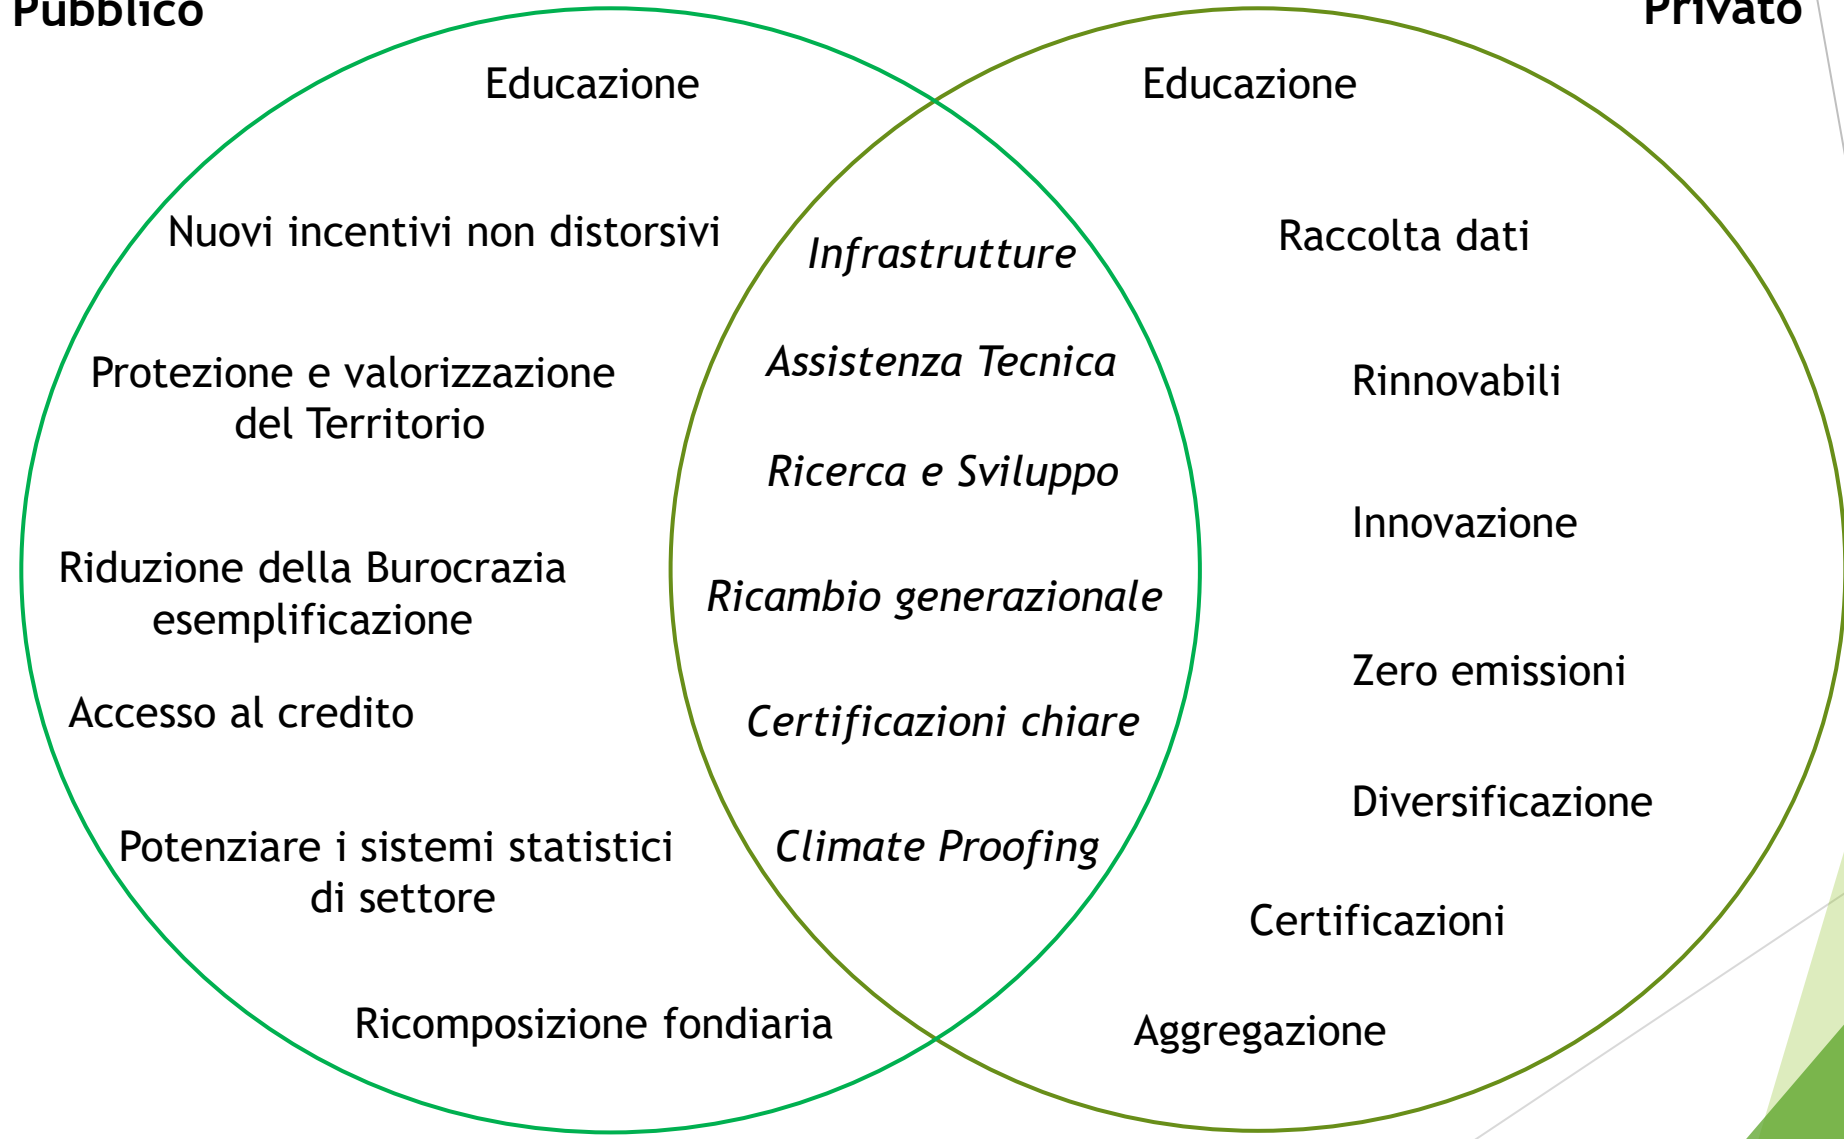 Pubblico
Privato
Educazione
Nuovi incentivi non distorsivi
Protezione e valorizzazione
del Territorio
Riduzione della Burocrazia
esemplificazione
Accesso al credito
Potenziare i sistemi statistici
di settore
Ricomposizione fondiaria
Infrastrutture
Assistenza Tecnica
Ricerca e Sviluppo
Ricambio generazionale
Certificazioni chiare
Climate Proofing
Educazione
Raccolta dati
Rinnovabili
Innovazione
Zero emissioni
Diversificazione
Certificazioni
Aggregazione